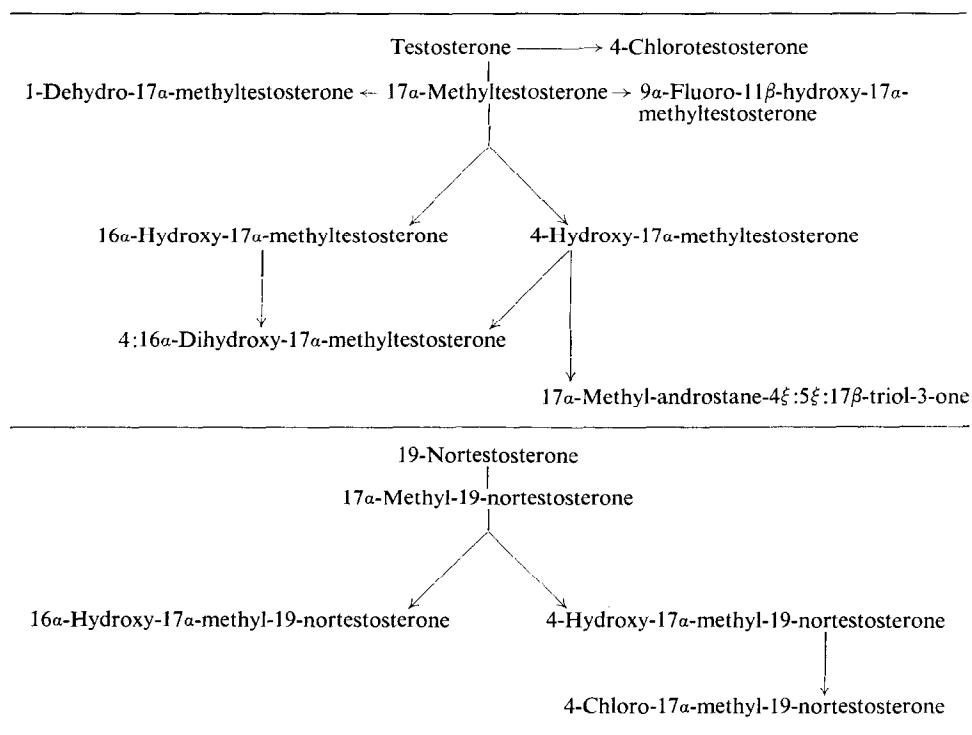 Testosterone → 4-Chlorotestosterone
1-Dehydro-17α-methyltestosterone ← 17α-Methyltestosterone → 9α-Fluoro-11β-hydroxy-17α-
methyltestosterone
16α-Hydroxy-17α-methyltestosterone 4-Hydroxy-17α-methyltestosterone
4:16α-Dihydroxy-17α-methyltestosterone
17α-Methyl-androstane-4ξ:5ξ:17β-triol-3-one
19-Nortestosterone
17α-Methyl-19-nortestosterone
16α-Hydroxy-17α-methyl-19-nortestosterone 4-Hydroxy-17α-methyl-19-nortestosterone
4-Chloro-17α-methyl-19-nortestosterone